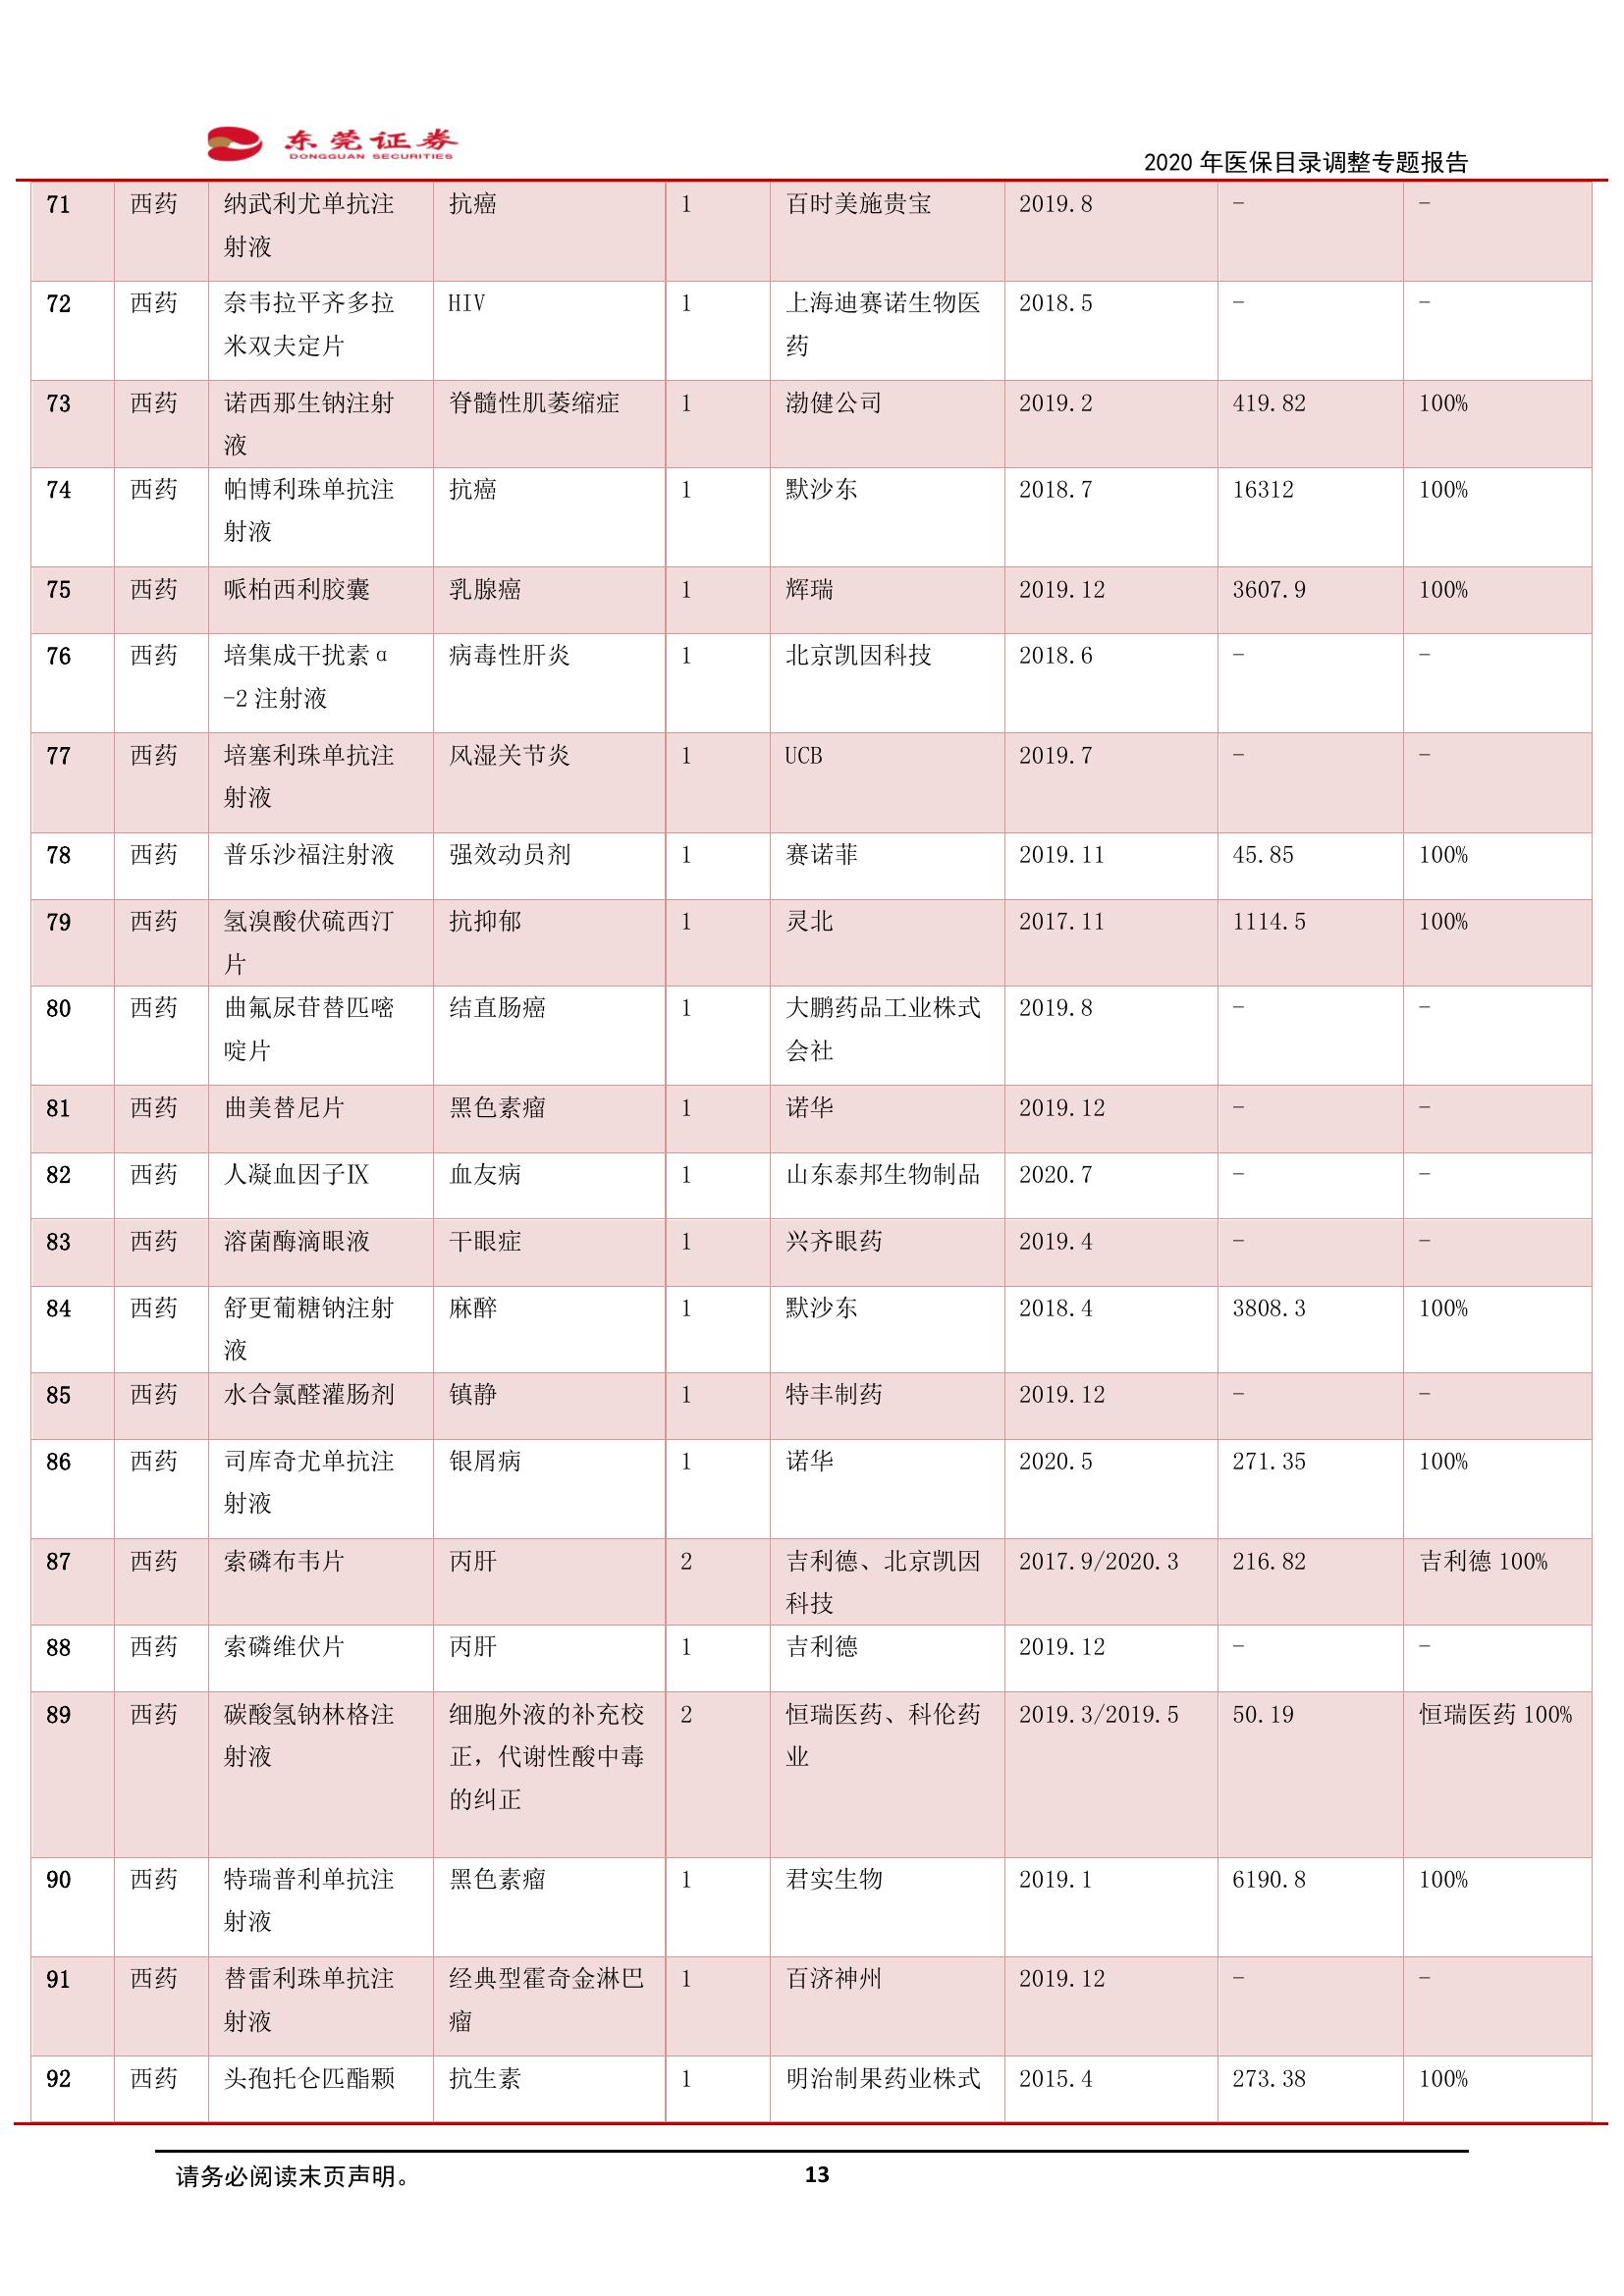 东莞证券
DONGGUAN SECURITIES
2020 年医保目录调整专题报告
71 西药 纳武利尤单抗注 抗癌 1 百时美施贵宝 2019.8 - -
射液
72 西药 奈韦拉平齐多拉 HIV 1 上海迪赛诺生物医 2018.5 - -
米双夫定片 药
73 西药 诺西那生钠注射 脊髓性肌萎缩症 1 渤健公司 2019.2 419.82 100%
液
74 西药 帕博利珠单抗注 抗癌 1 默沙东 2018.7 16312 100%
射液
75 西药 哌柏西利胶囊 乳腺癌 1 辉瑞 2019.12 3607.9 100%
76 西药 培集成干扰素α 病毒性肝炎 1 北京凯因科技 2018.6 - -
-2 注射液
77 西药 培塞利珠单抗注 风湿关节炎 1 UCB 2019.7 - -
射液
78 西药 普乐沙福注射液 强效动员剂 1 赛诺菲 2019.11 45.85 100%
79 西药 氢溴酸伏硫西汀 抗抑郁 1 灵北 2017.11 1114.5 100%
片
80 西药 曲氟尿苷替匹嘧 结直肠癌 1 大鹏药品工业株式 2019.8 - -
啶片 会社
81 西药 曲美替尼片 黑色素瘤 1 诺华 2019.12 - -
82 西药 人凝血因子Ⅸ 血友病 1 山东泰邦生物制品 2020.7 - -
83 西药 溶菌酶滴眼液 干眼症 1 兴齐眼药 2019.4 - -
84 西药 舒更葡糖钠注射 麻醉 1 默沙东 2018.4 3808.3 100%
液
85 西药 水合氯醛灌肠剂 镇静 1 特丰制药 2019.12 - -
86 西药 司库奇尤单抗注 银屑病 1 诺华 2020.5 271.35 100%
射液
87 西药 索磷布韦片 丙肝 2 吉利德、北京凯因 2017.9/2020.3 216.82 吉利德 100%
科技
88 西药 索磷维伏片 丙肝 1 吉利德 2019.12 - -
89 西药 碳酸氢钠林格注 细胞外液的补充校 2 恒瑞医药、科伦药 2019.3/2019.5 50.19 恒瑞医药 100%
射液 正，代谢性酸中毒 业
的纠正
90 西药 特瑞普利单抗注 黑色素瘤 1 君实生物 2019.1 6190.8 100%
射液
91 西药 替雷利珠单抗注 经典型霍奇金淋巴 1 百济神州 2019.12 - -
射液 瘤
92 西药 头孢托仑匹酯颗 抗生素 1 明治制果药业株式 2015.4 273.38 100%
请务必阅读末页声明。 13